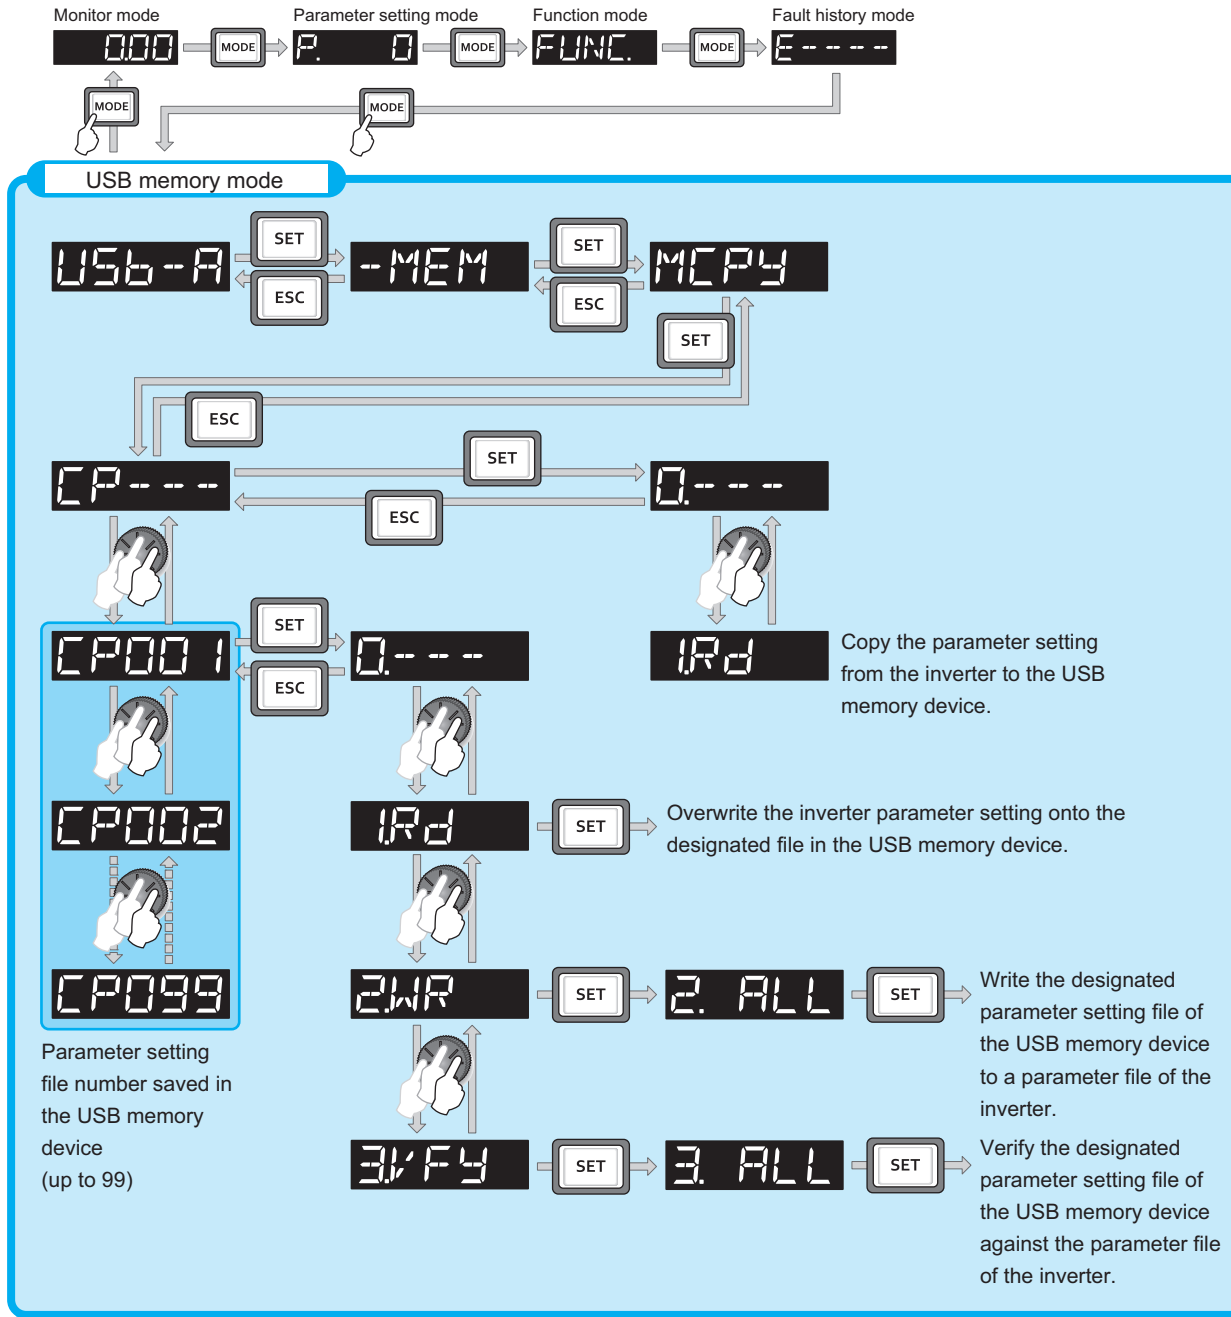 Monitor mode
Parameter setting mode
Function mode
Fault history mode
0.00
MODE
P. 0
MODE
FUNC.
MODE
E----
MODE
MODE
USB memory mode
USb-A
SET
ESC
-MEM
SET
ESC
MCPY
SET
ESC
CP---
SET
ESC
0.---
CP001
SET
ESC
0.---
1.Rd
Copy the parameter setting
from the inverter to the USB
memory device.
CP002
1.Rd
SET
Overwrite the inverter parameter setting onto the
designated file in the USB memory device.
CP099
2.WR
SET
2. ALL
SET
Write the designated
parameter setting file of
the USB memory device
to a parameter file of the
inverter.
Parameter setting
file number saved in
the USB memory
device
(up to 99)
3.VFY
SET
3. ALL
SET
Verify the designated
parameter setting file of
the USB memory device
against the parameter file
of the inverter.